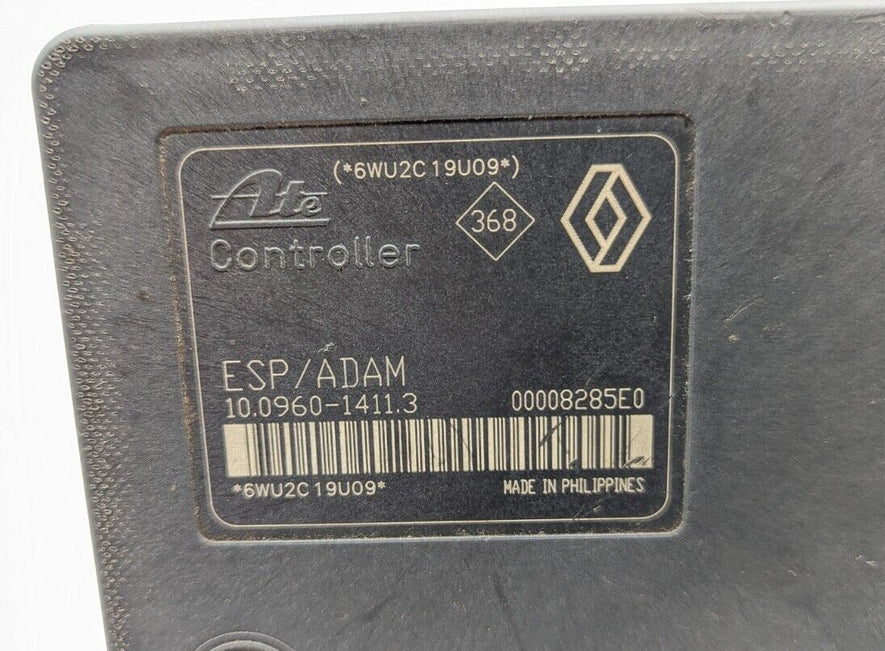 (*6WU2C19U09*)
Ate
368
Controller
ESP/ADAM
10.0960-1411.3 00008285E0
*6WU2C19U09* MADE IN PHILIPPINES